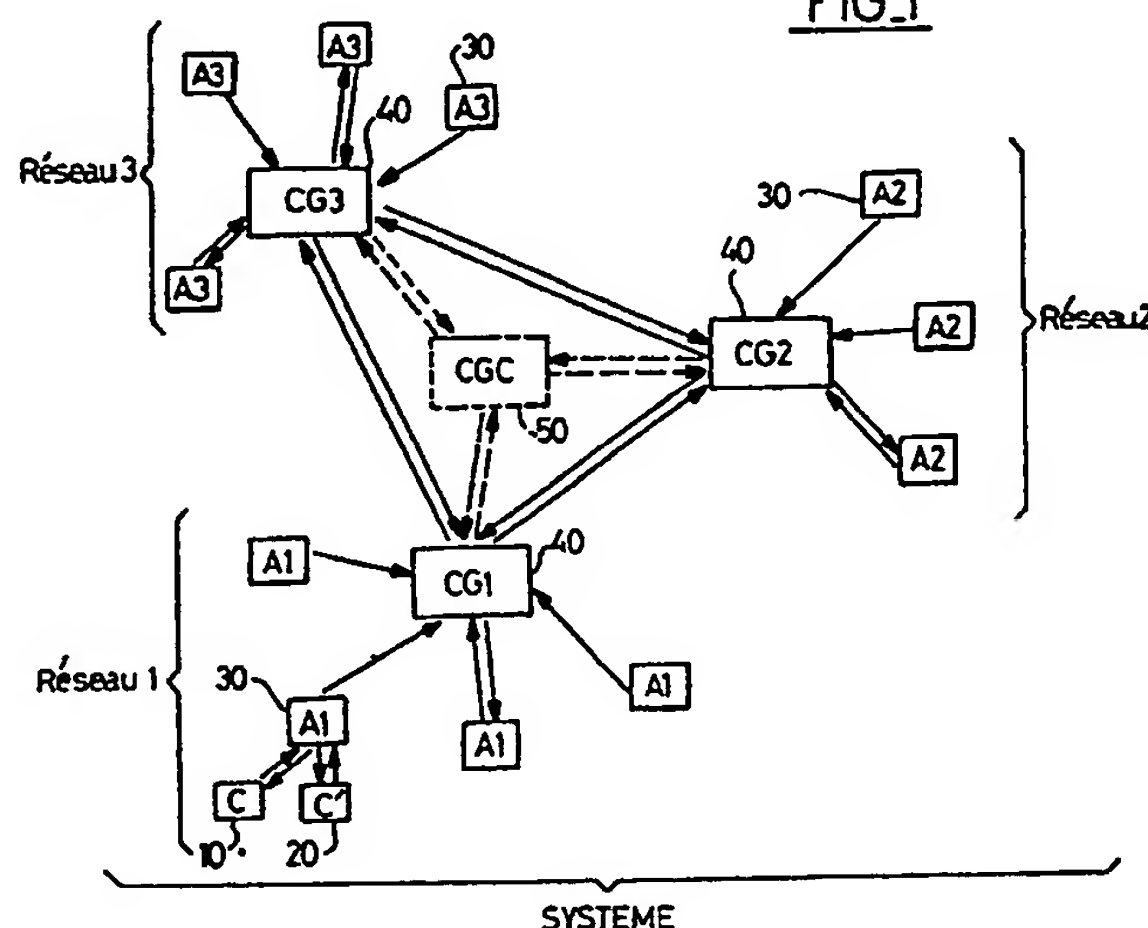 FIG_1
A3
A3
30
A3
40
Réseau 3
CG3
A3
30
A2
40
CG2
A2
Réseau2
A2
CGC
50
A1
CG1
40
Réseau 1
30
A1
A1
A1
C
C'
10
20
SYSTEME